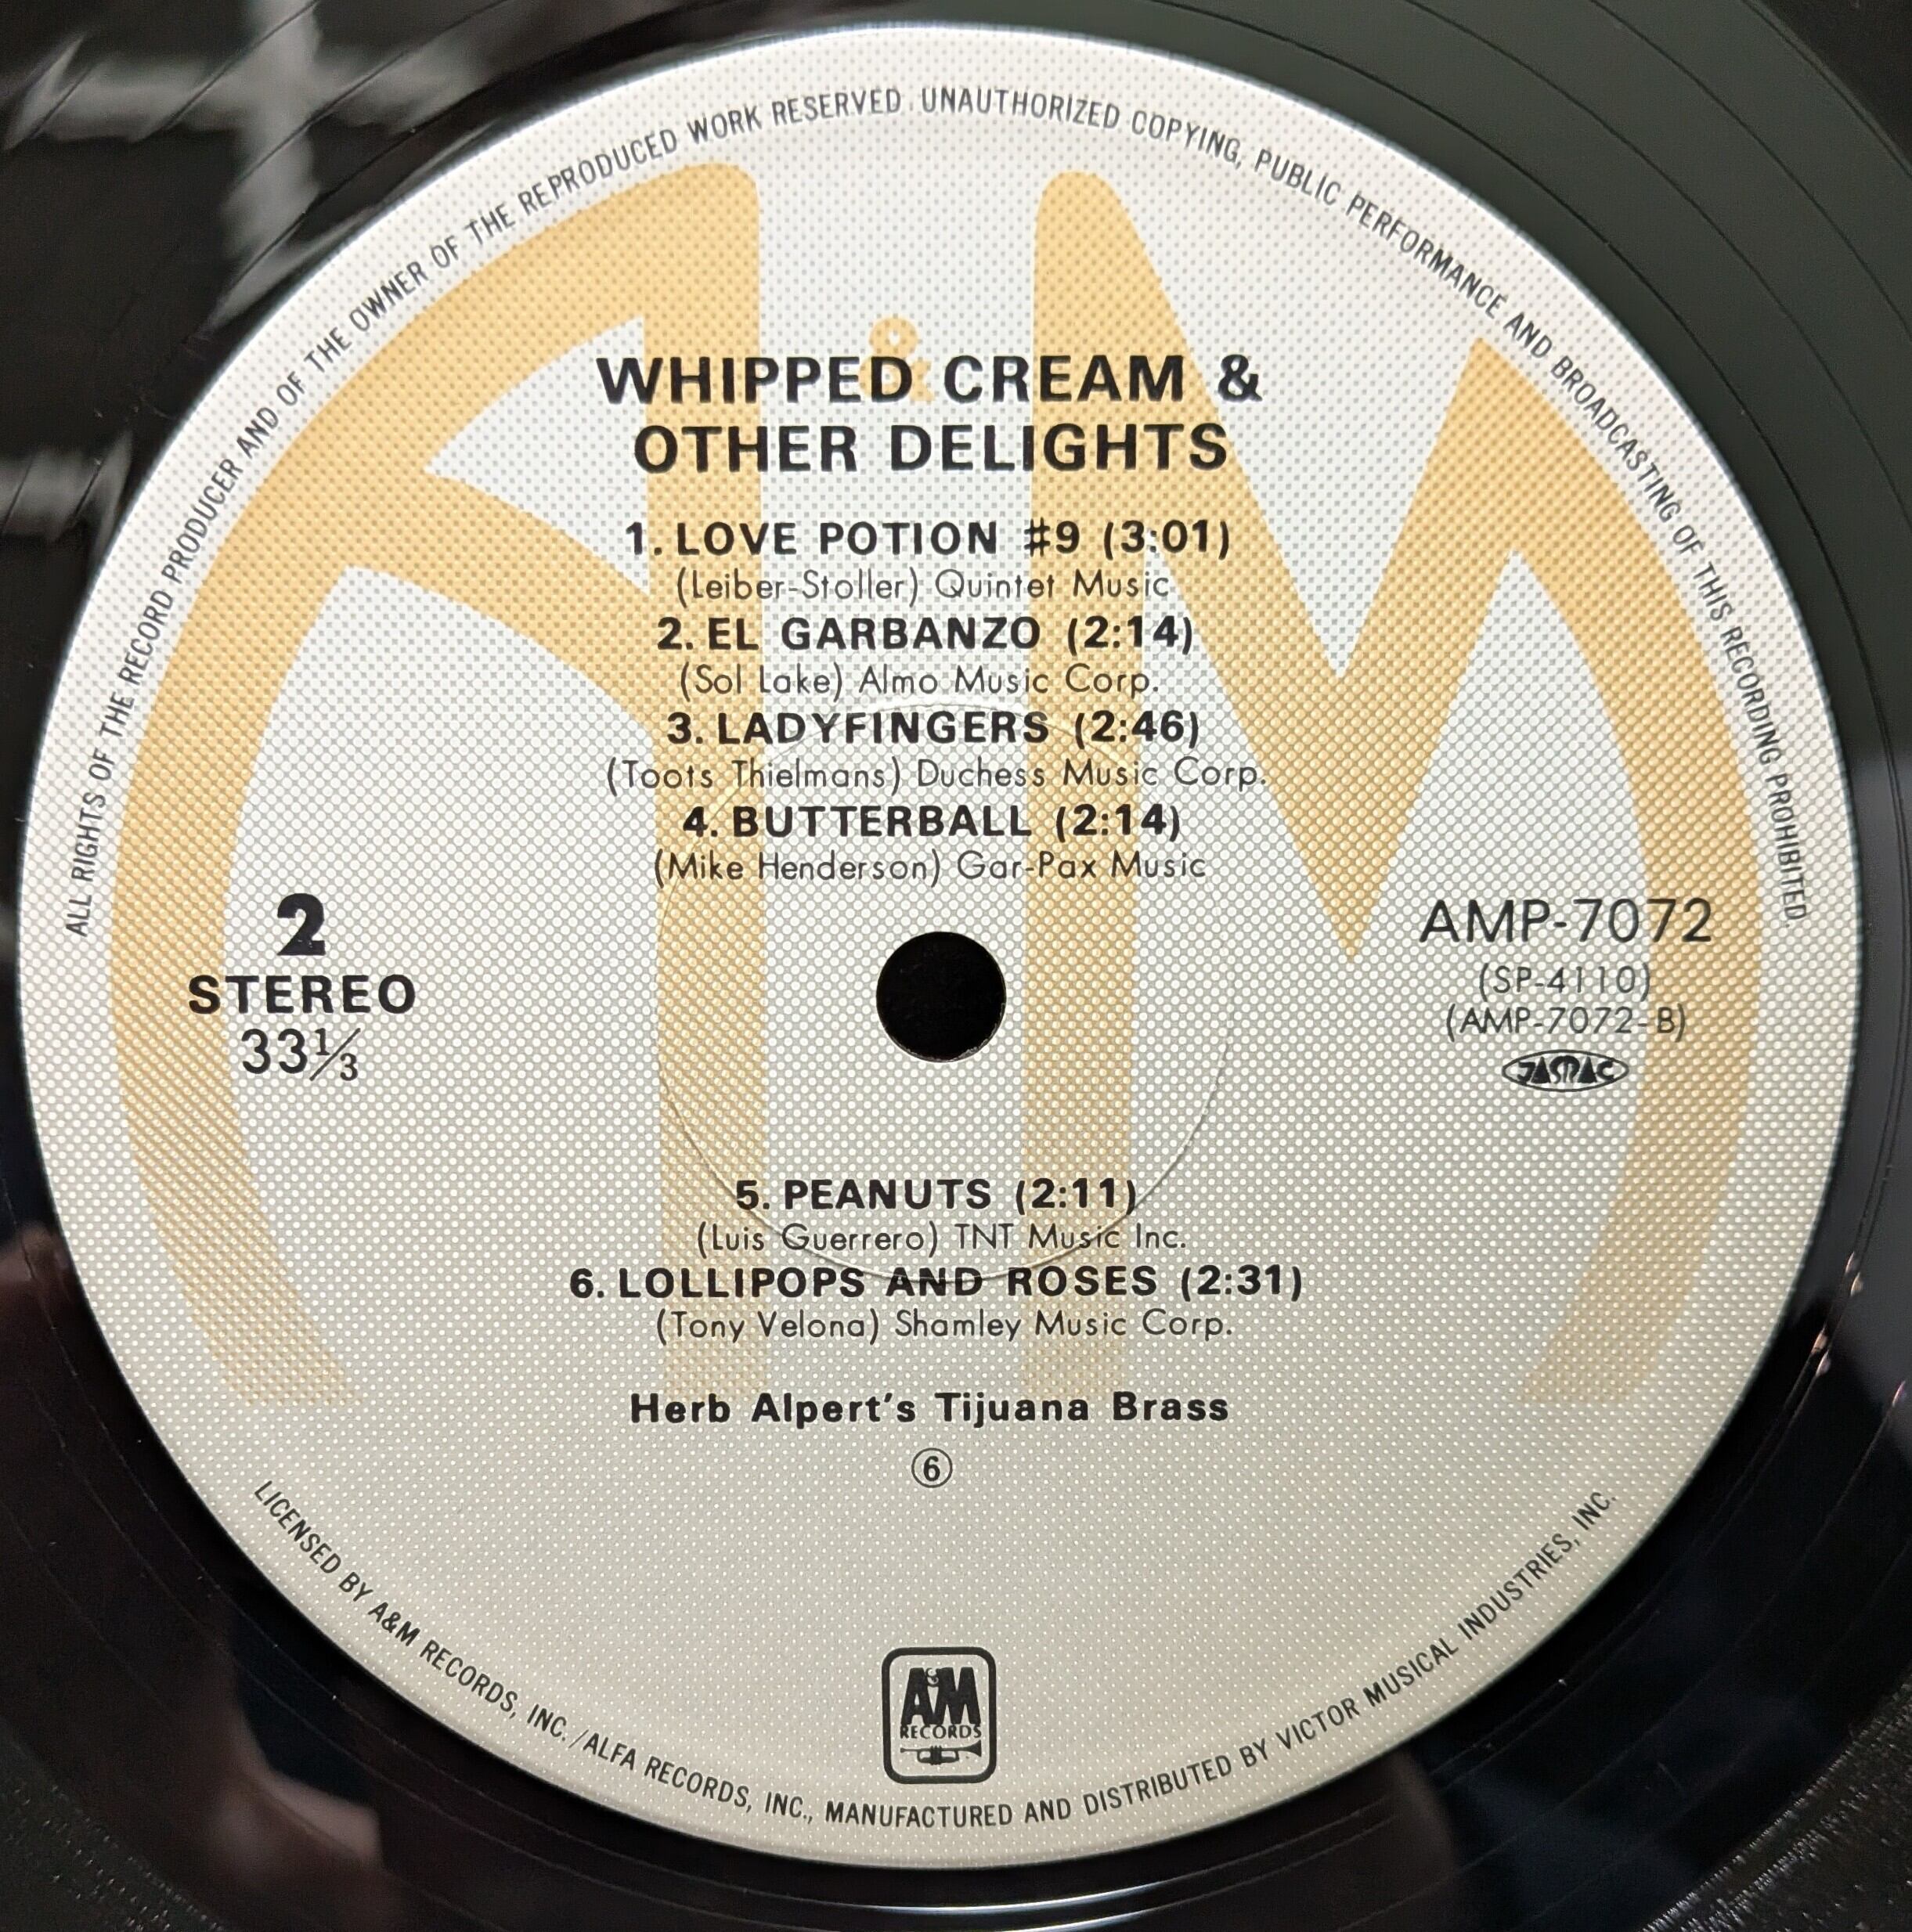 ALL RIGHTS OF THE RECORD PRODUCER AND OF THE OWNER OF THE REPRODUCED WORK RESERVED. UNAUTHORIZED COPYING, PUBLIC PERFORMANCE AND BROADCASTING OF THIS RECORDING PROHIBITED.
A&M
WHIPPED CREAM &
OTHER DELIGHTS
1. LOVE POTION #9 (3:01)
(Leiber-Stoller) Quintet Music
2. EL GARBANZO (2:14)
(Sol Lake) Almo Music Corp.
3. LADYFINGERS (2:46)
(Toots Thielmans) Duchess Music Corp.
4. BUTTERBALL (2:14)
(Mike Henderson) Gar-Pax Music
2
STEREO
33⅓
AMP-7072
(SP-4110)
(AMP-7072-B)
JASRAC
5. PEANUTS (2:11)
(Luis Guerrero) TNT Music Inc.
6. LOLLIPOPS AND ROSES (2:31)
(Tony Velona) Shamley Music Corp.
Herb Alpert's Tijuana Brass
⑥
A&M
RECORDS
LICENSED BY A&M RECORDS, INC./ALFA RECORDS, INC., MANUFACTURED AND DISTRIBUTED BY VICTOR MUSICAL INDUSTRIES, INC.